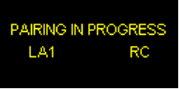 PAIRING IN PROGRESS
LA1 RC